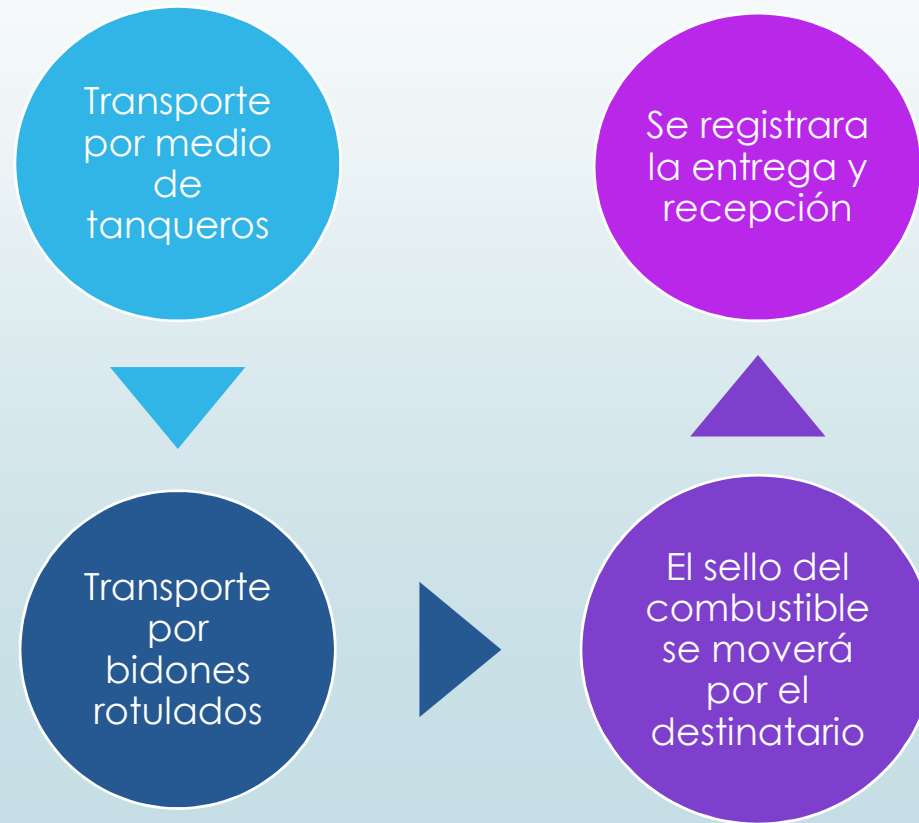 Transporte
por medio
de
tanqueros
Transporte
por
bidones
rotulados
El sello del
combustible
se moverá
por el
destinatario
Se registrara
la entrega y
recepción